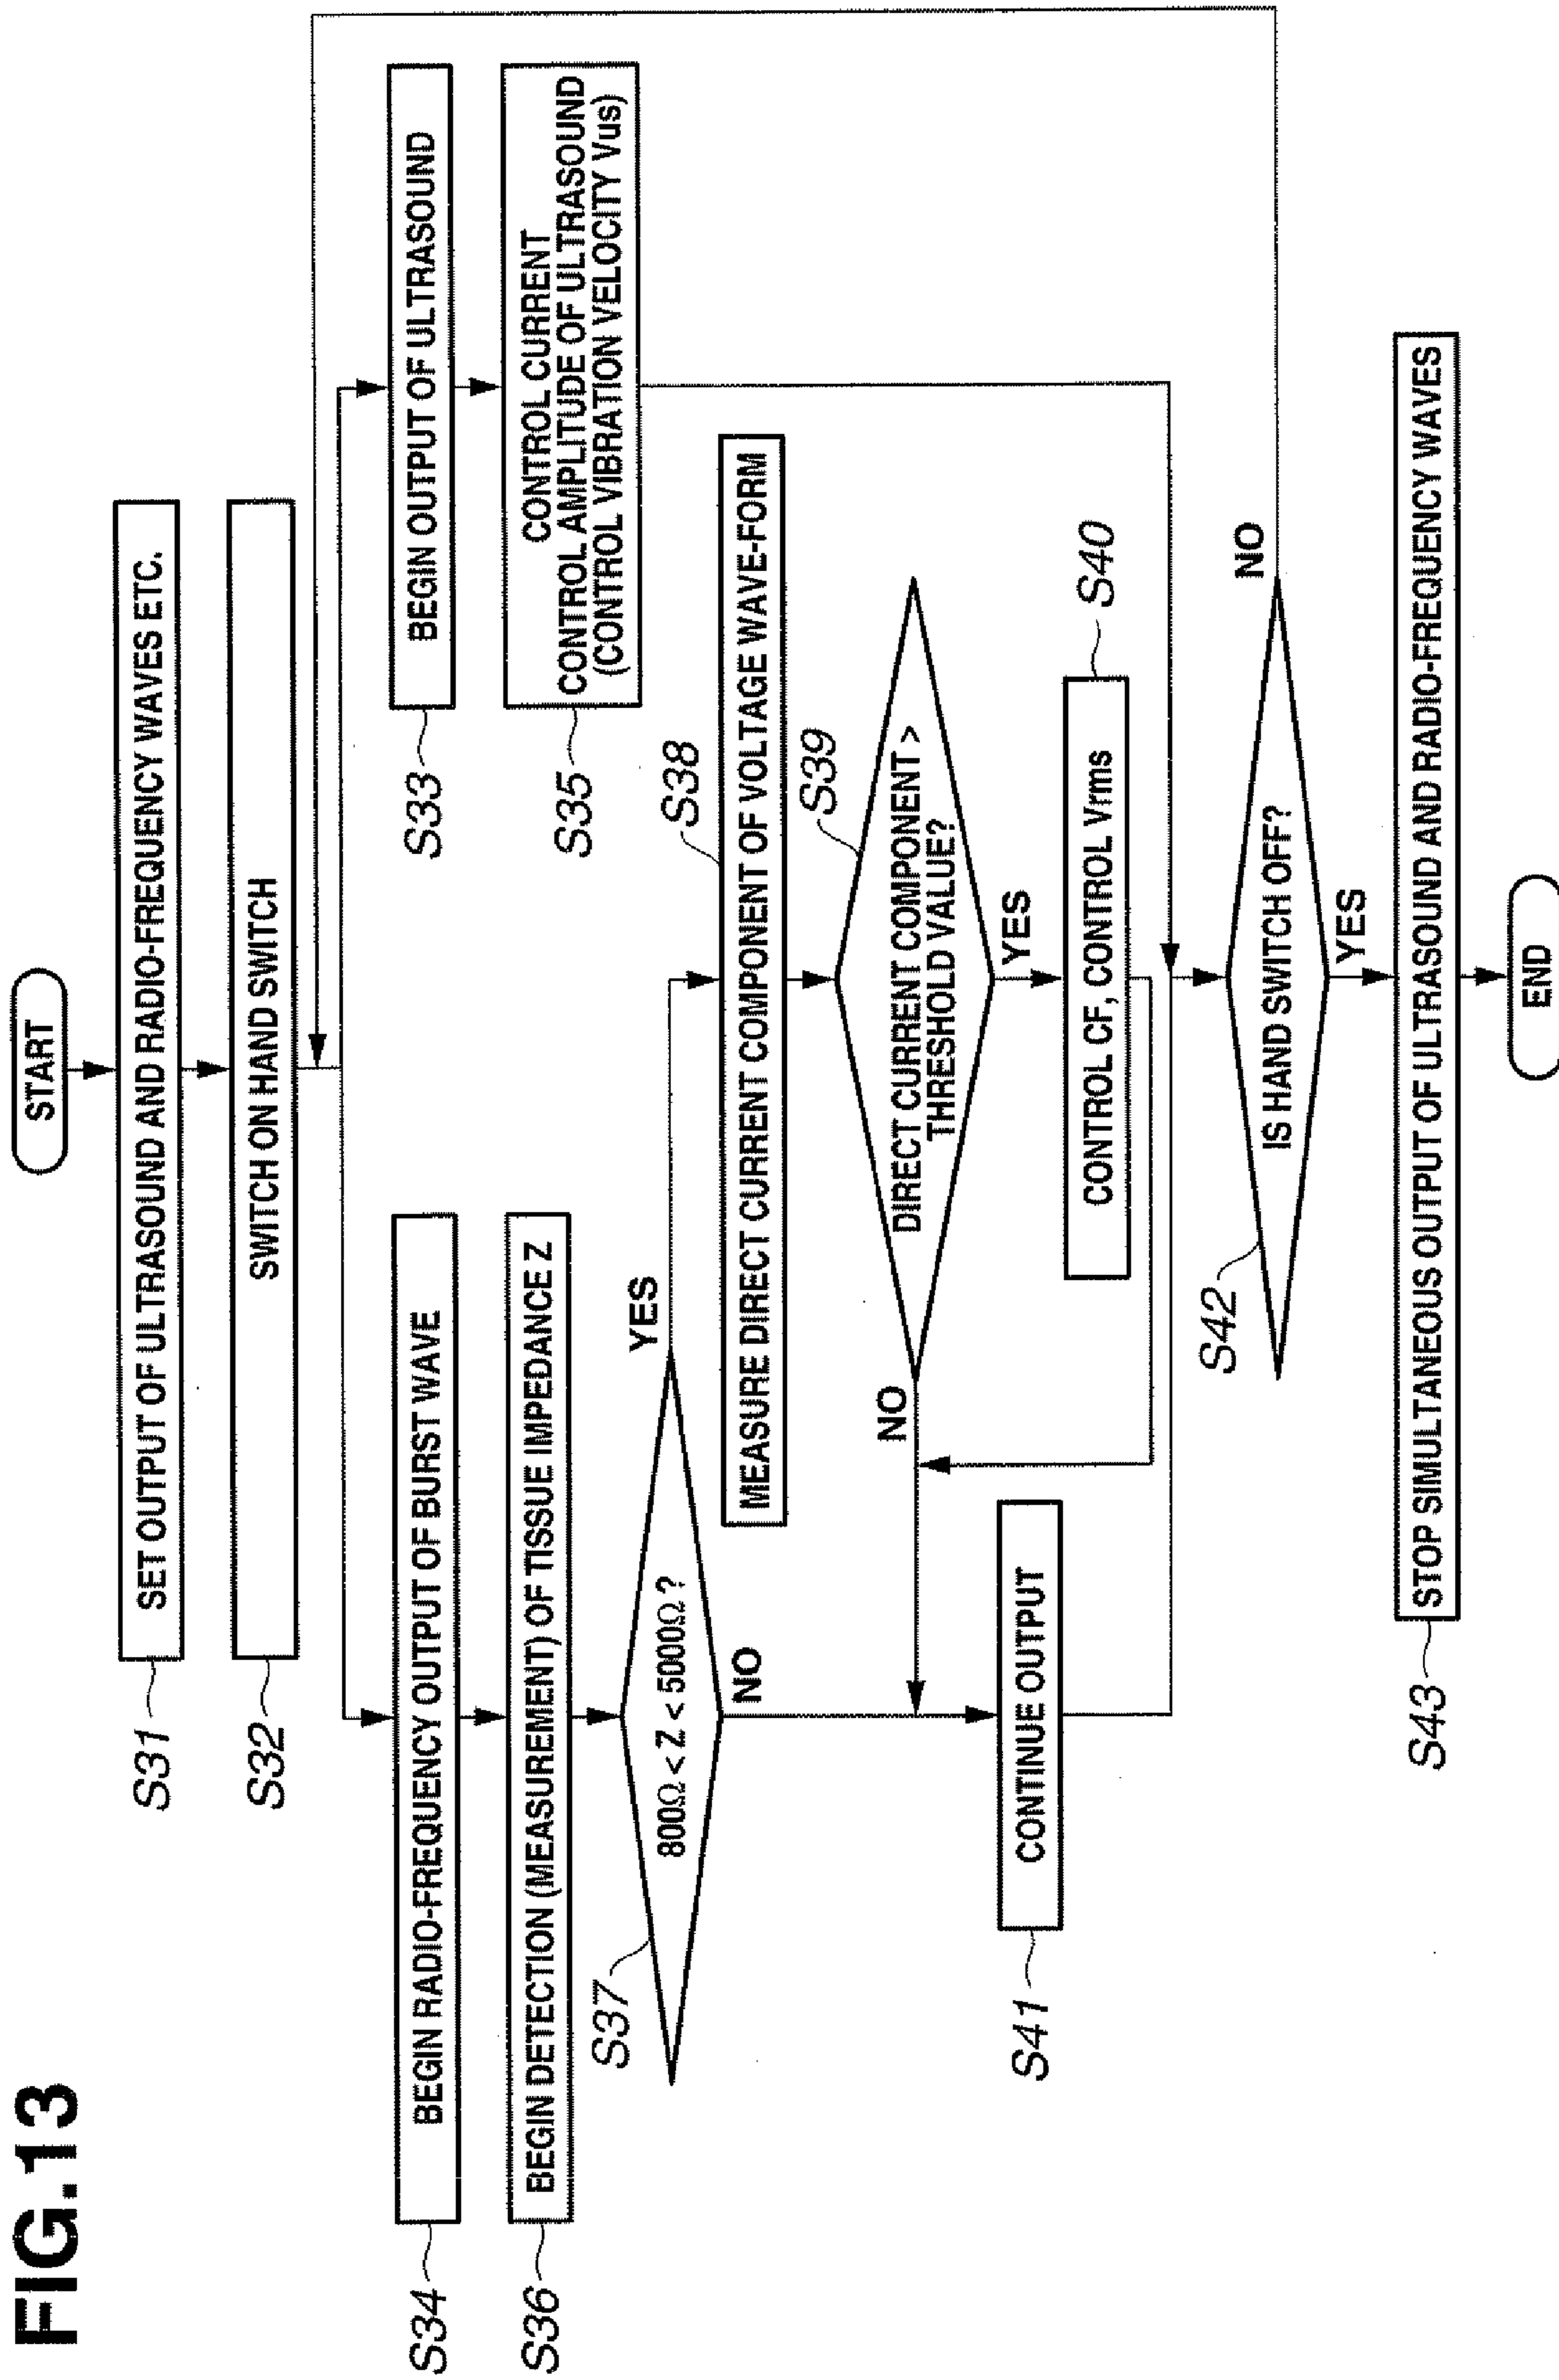 FIG.13
START
SET OUTPUT OF ULTRASOUND AND RADIO-FREQUENCY WAVES ETC.
S31
SWITCH ON HAND SWITCH
S32
BEGIN RADIO-FREQUENCY OUTPUT OF BURST WAVE
S34
BEGIN OUTPUT OF ULTRASOUND
S33
BEGIN DETECTION (MEASUREMENT) OF TISSUE IMPEDANCE Z
S36
CONTROL CURRENT
CONTROL AMPLITUDE OF ULTRASOUND
(CONTROL VIBRATION VELOCITY Vus)
S35
S37
800Ω < Z < 5000Ω ?
YES
NO
S38
MEASURE DIRECT CURRENT COMPONENT OF VOLTAGE WAVE-FORM
S39
DIRECT CURRENT COMPONENT >
THRESHOLD VALUE?
NO
YES
S41
CONTINUE OUTPUT
CONTROL CF, CONTROL Vrms
S40
S42
IS HAND SWITCH OFF?
NO
YES
S43
STOP SIMULTANEOUS OUTPUT OF ULTRASOUND AND RADIO-FREQUENCY WAVES
END